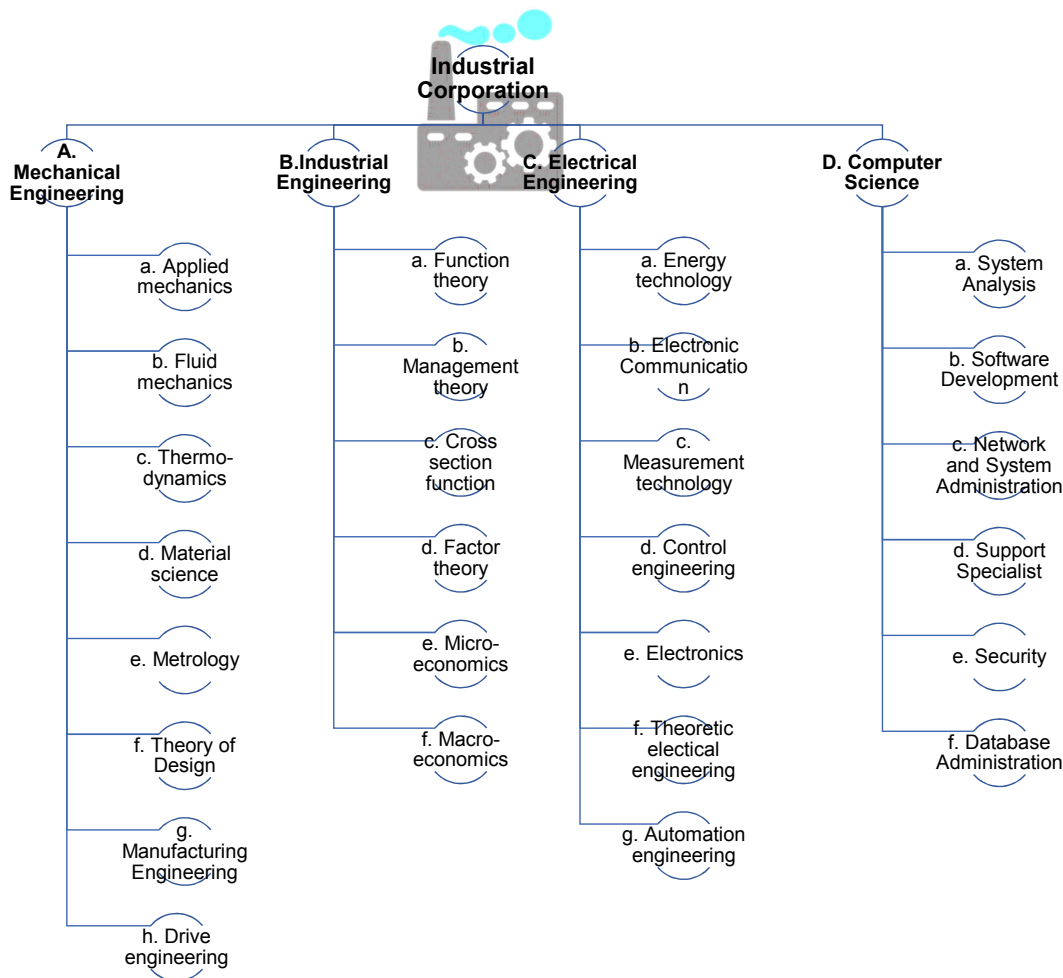 Industrial
Corporation
A.
Mechanical
Engineering
a. Applied
mechanics
b. Fluid
mechanics
c. Thermo-
dynamics
d. Material
science
e. Metrology
f. Theory of
Design
g.
Manufacturing
Engineering
h. Drive
engineering
B.Industrial
Engineering
a. Function
theory
b.
Management
theory
c. Cross
section
function
d. Factor
theory
e. Micro-
economics
f. Macro-
economics
C. Electrical
Engineering
a. Energy
technology
b. Electronic
Communicatio
n
c.
Measurement
technology
d. Control
engineering
e. Electronics
f. Theoretic
electical
engineering
g. Automation
engineering
D. Computer
Science
a. System
Analysis
b. Software
Development
c. Network
and System
Administration
d. Support
Specialist
e. Security
f. Database
Administration